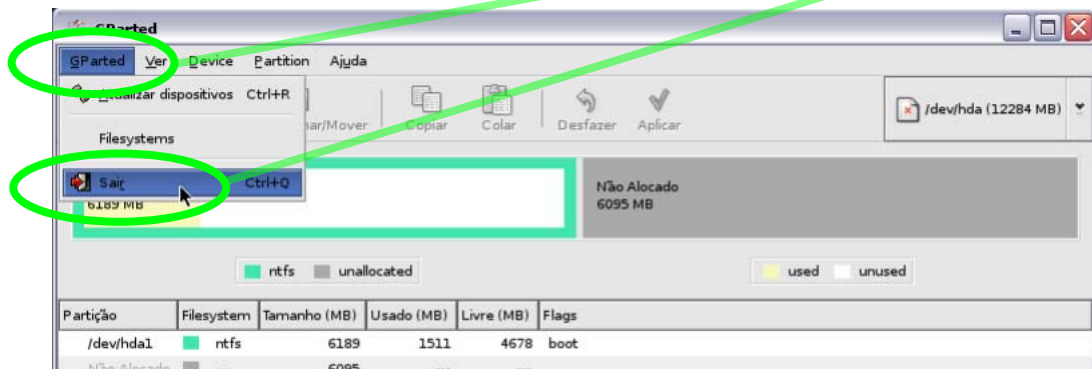 GParted
GParted Ver Device Partition Ajuda
Atualizar dispositivos Ctrl+R
Filesystems
Sair Ctrl+Q
nar/Mover Copiar Colar Desfazer Aplicar
/dev/hda (12284 MB)
6189 MB
Não Alocado
6095 MB
ntfs unallocated used unused
Partição Filesystem Tamanho (MB) Usado (MB) Livre (MB) Flags
/dev/hda1 ntfs 6189 1511 4678 boot
Não Alocado 6095